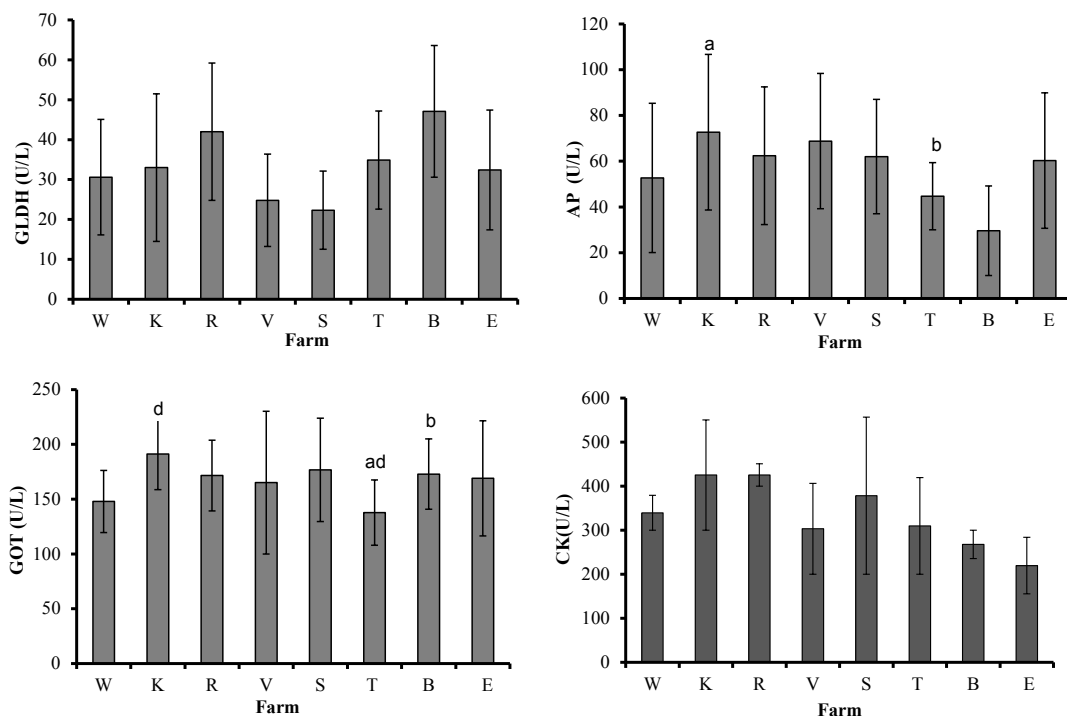 GLDH (U/L)
70
60
50
40
30
20
10
0
W K R V S T B E
Farm
AP (U/L)
120
100
80
60
40
20
0
a
b
W K R V S T B E
Farm
GOT (U/L)
250
200
150
100
50
0
d
ad
b
W K R V S T B E
Farm
CK(U/L)
600
500
400
300
200
100
0
W K R V S T B E
Farm